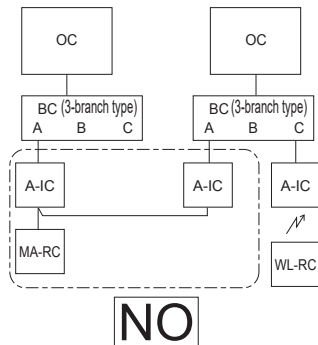 OC OC
BC (3-branch type) BC (3-branch type)
A B C A B C
A-IC A-IC A-IC
MA-RC WL-RC
NO